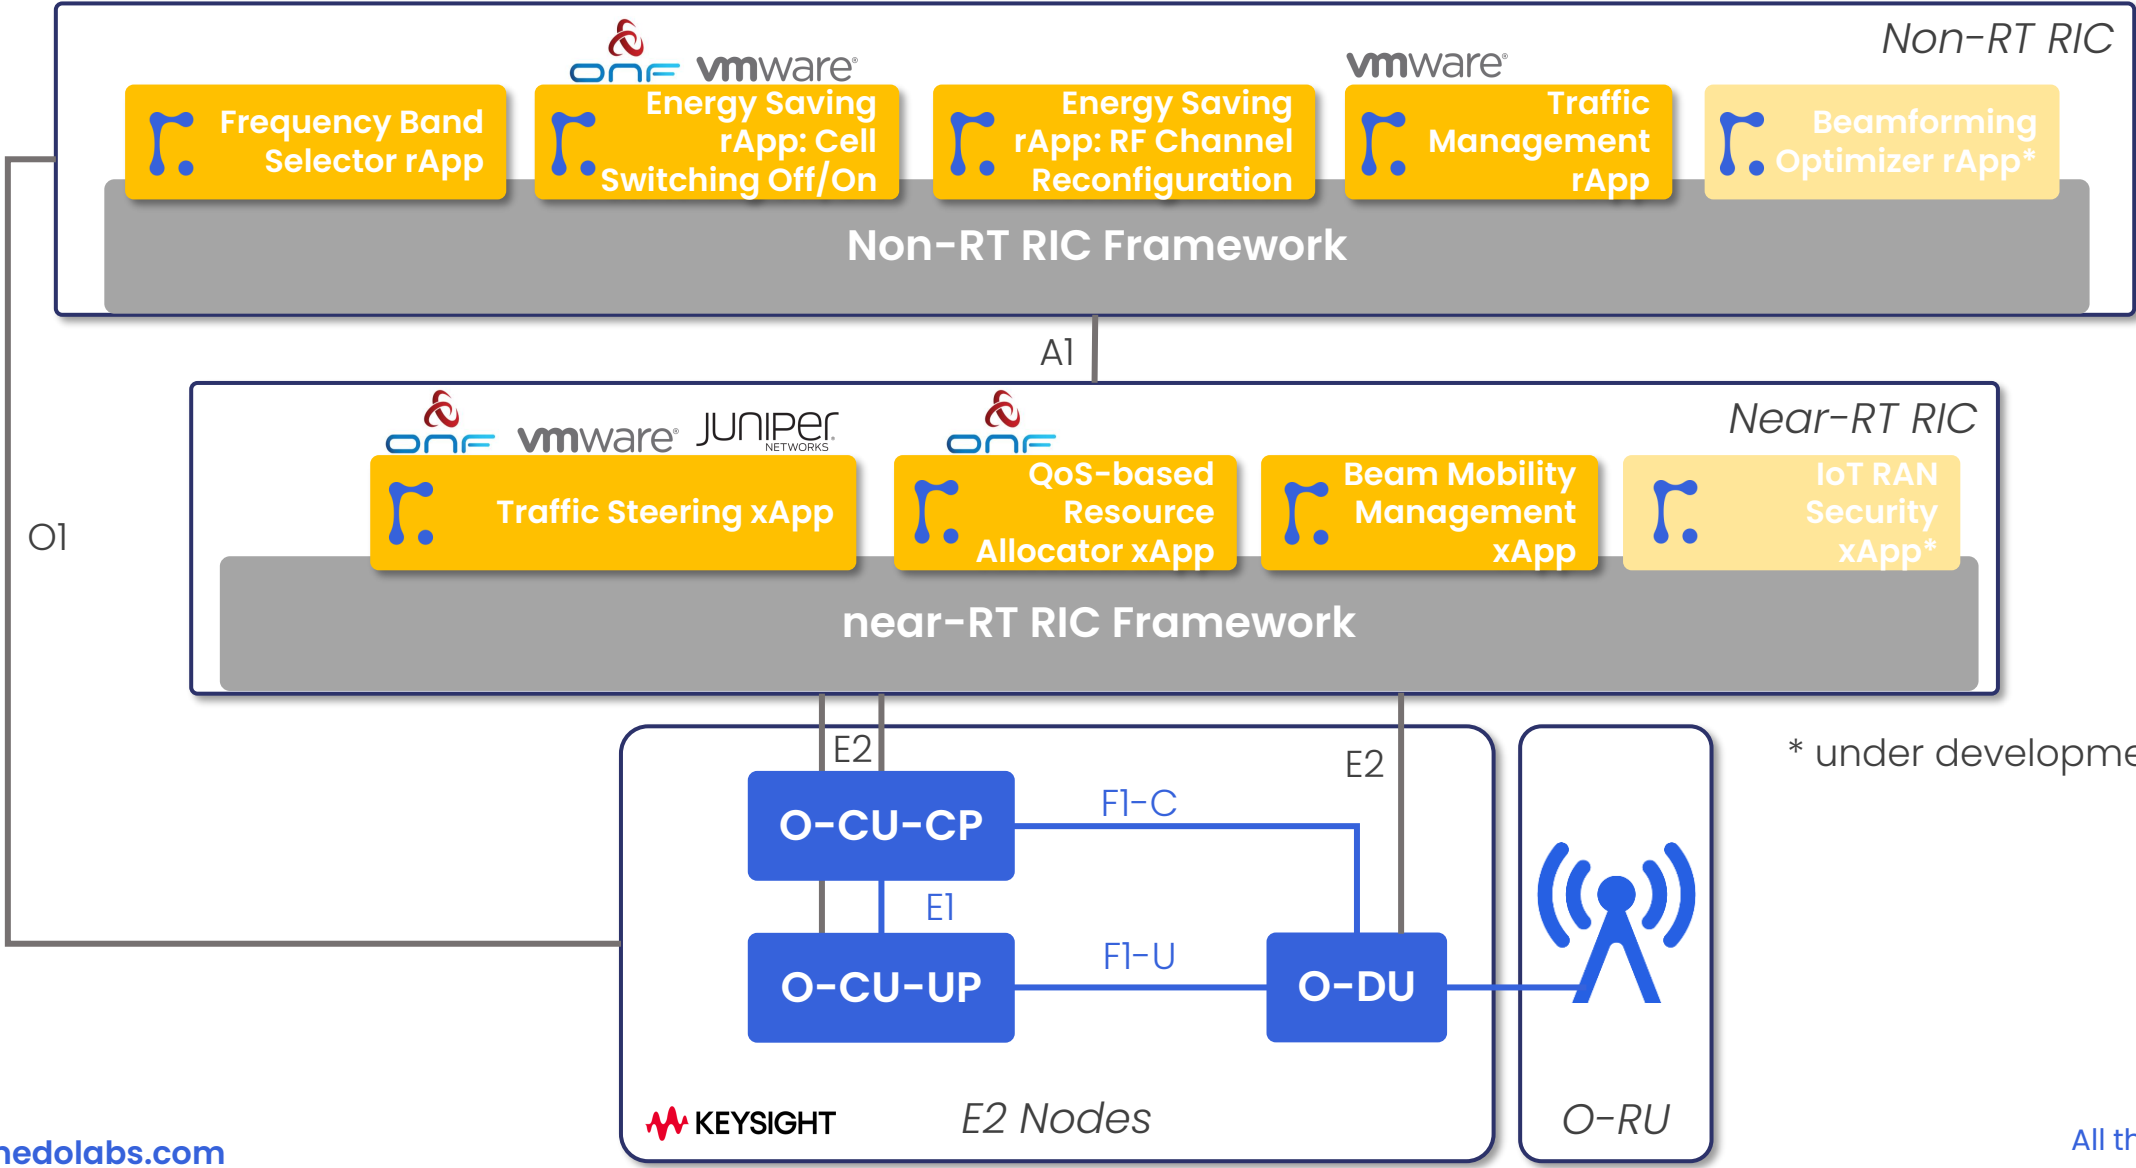 Non-RT RIC
ONF vmware®
vmware®
Frequency Band
Selector rApp
Energy Saving
rApp: Cell
Switching Off/On
Energy Saving
rApp: RF Channel
Reconfiguration
Traffic
Management
rApp
Beamforming
Optimizer rApp*
Non-RT RIC Framework
A1
O1
Near-RT RIC
ONF vmware® JUNIPER
NETWORKS
ONF
Traffic Steering xApp
QoS-based
Resource
Allocator xApp
Beam Mobility
Management
xApp
IoT RAN
Security
xApp*
near-RT RIC Framework
E2
E2
* under developme
O-CU-CP
F1-C
E1
O-CU-UP
F1-U
O-DU
KEYSIGHT
E2 Nodes
O-RU
nedolabs.com
All th